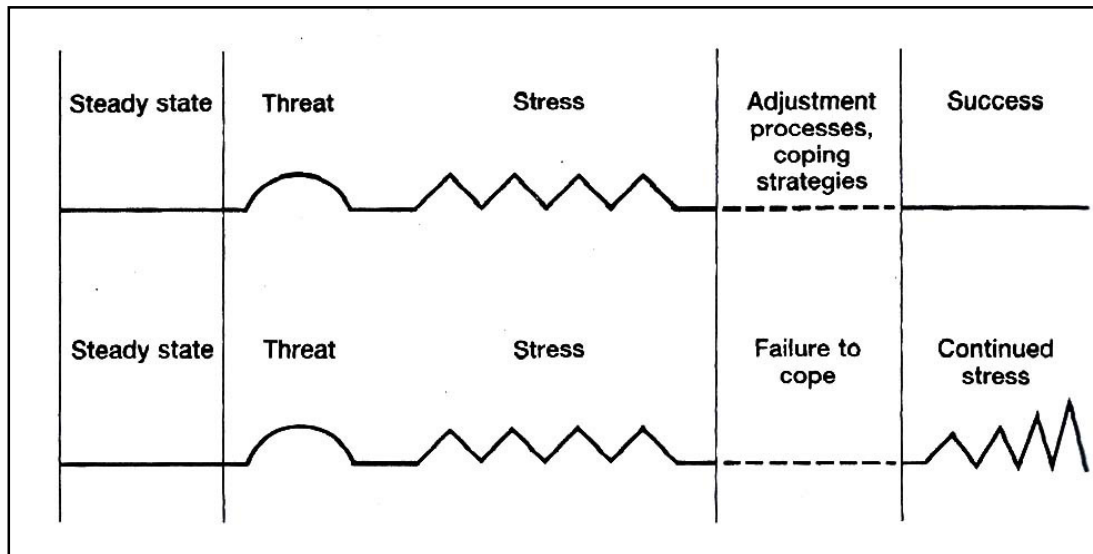 Steady state
Threat
Stress
Adjustment
processes,
coping
strategies
Success
Steady state
Threat
Stress
Failure to
cope
Continued
stress